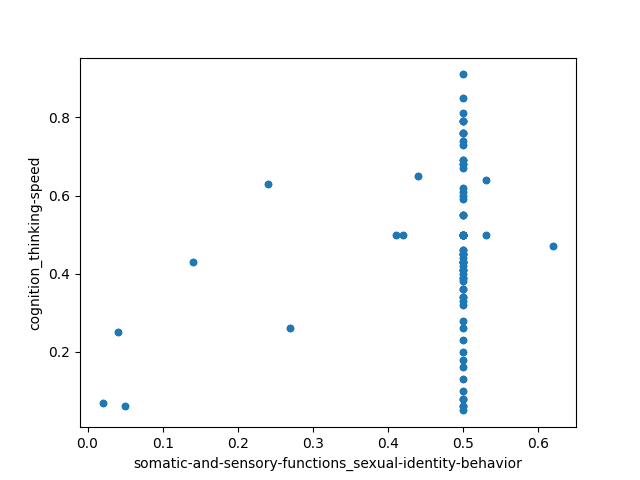 cognition_thinking-speed
0.8
0.6
0.4
0.2
0.0 0.1 0.2 0.3 0.4 0.5 0.6
somatic-and-sensory-functions_sexual-identity-behavior